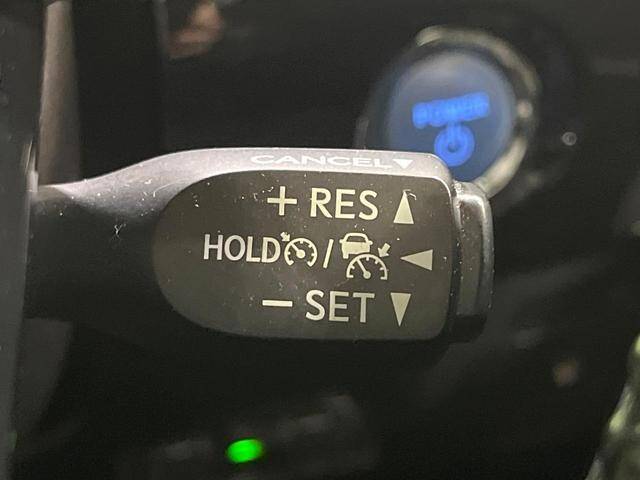 POWER
CANCEL▼
+ RES ▲
HOLD / ◀
− SET ▼